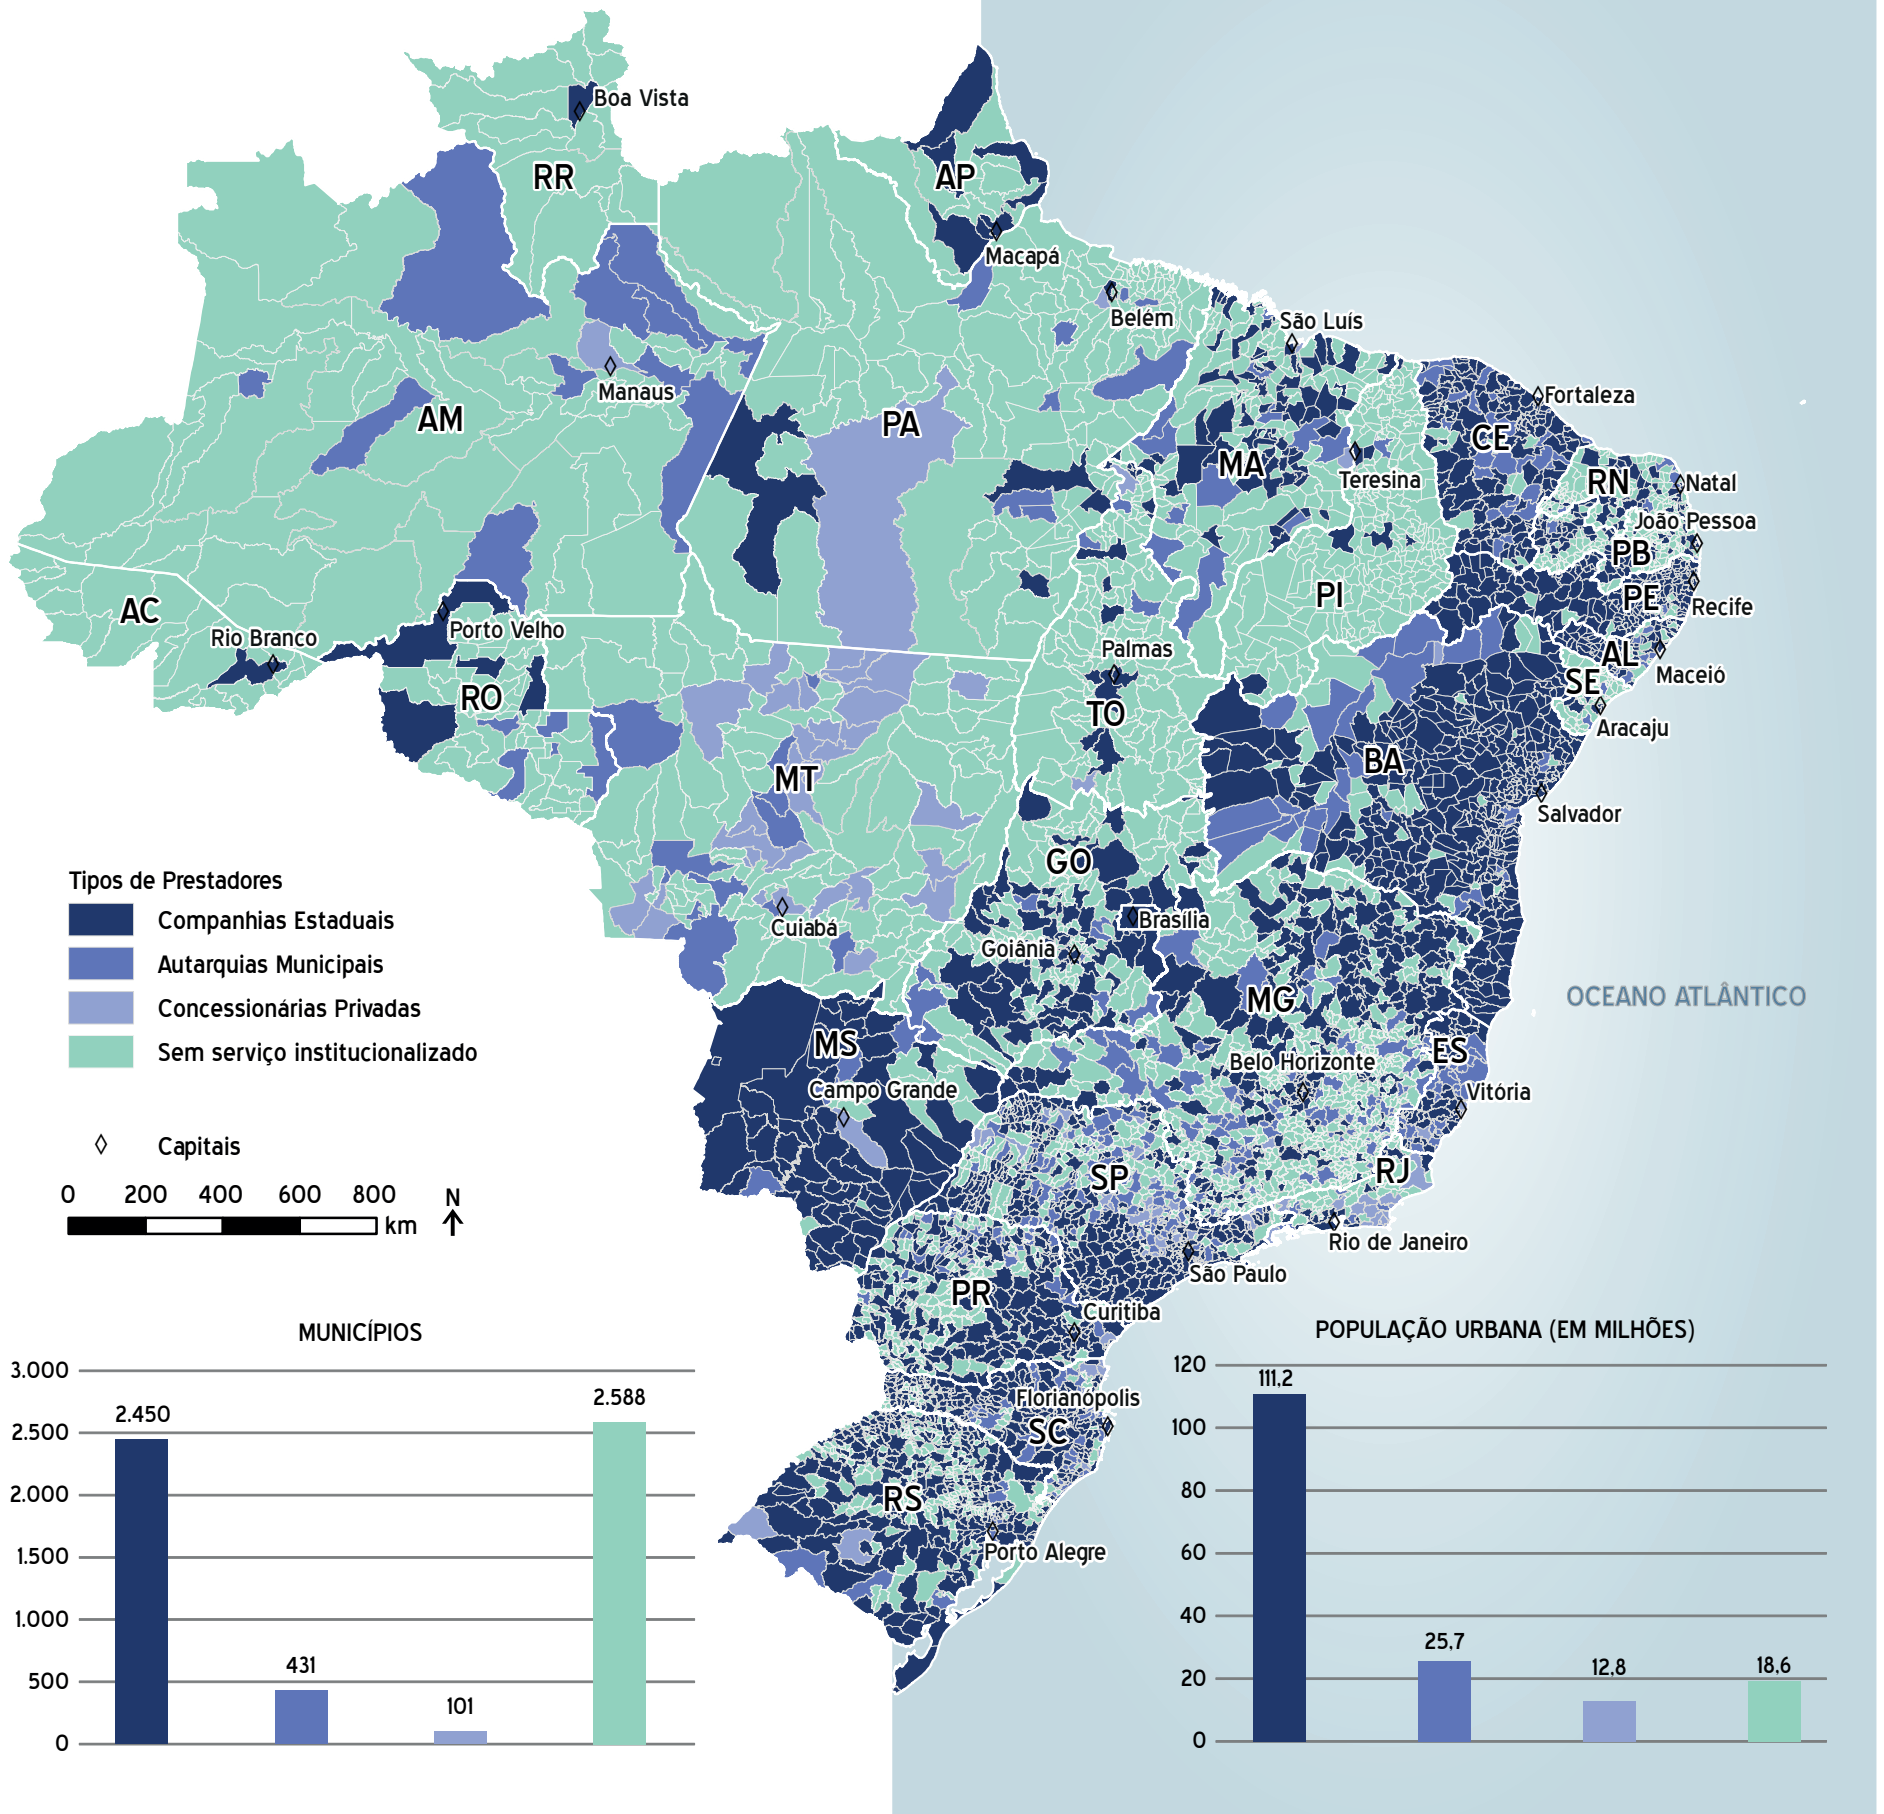 Boa Vista
RR
AP
Macapá
Belém
São Luís
Manaus
Fortaleza
AM
PA
CE
MA
Teresina
RN
Natal
João Pessoa
PB
PI
PE
Recife
AC
Rio Branco
Porto Velho
Palmas
AL
Maceió
SE
RO
TO
Aracaju
BA
MT
Salvador
GO
Tipos de Prestadores
Companhias Estaduais
Autarquias Municipais
Concessionárias Privadas
Sem serviço institucionalizado
Cuiabá
Brasília
Goiânia
MG
OCEANO ATLÂNTICO
MS
ES
Belo Horizonte
Campo Grande
Vitória
Capitais
SP
RJ
0 200 400 600 800
km
N
Rio de Janeiro
São Paulo
PR
Curitiba
Florianópolis
SC
RS
Porto Alegre
MUNICÍPIOS
3.000
2.500
2.000
1.500
1.000
500
0
2.450
431
101
2.588
POPULAÇÃO URBANA (EM MILHÕES)
120
100
80
60
40
20
0
111,2
25,7
12,8
18,6